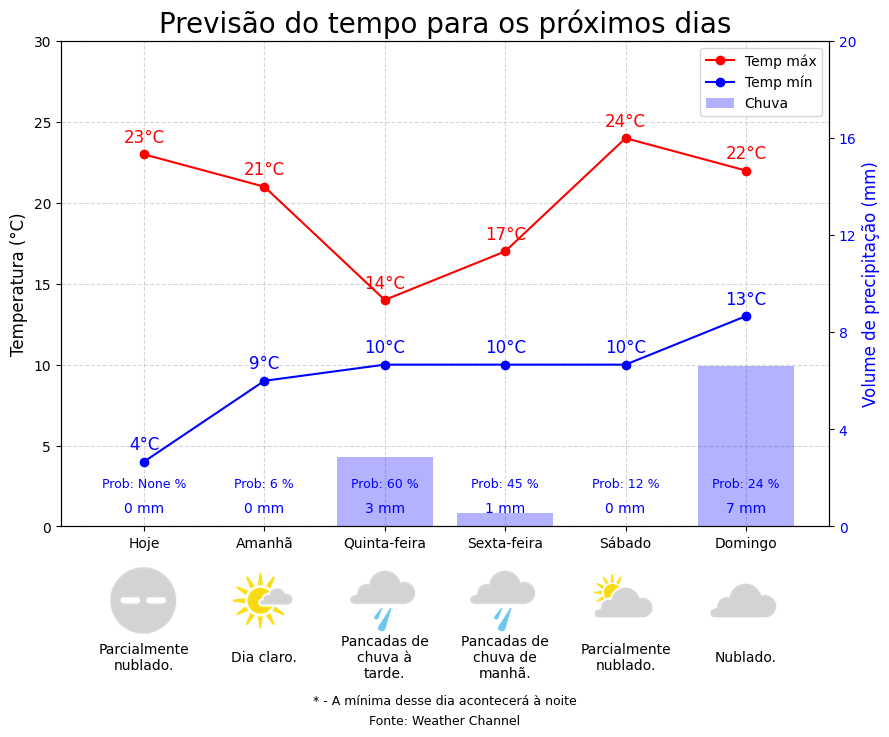 Previsão do tempo para os próximos dias
Temp máx
Temp mín
Chuva
Temperatura (°C)
Volume de precipitação (mm)
30
25
20
15
10
5
0
20
16
12
8
4
0
23°C
21°C
14°C
17°C
24°C
22°C
4°C
9°C
10°C
10°C
10°C
13°C
Prob: None %
Prob: 6 %
Prob: 60 %
Prob: 45 %
Prob: 12 %
Prob: 24 %
0 mm
0 mm
3 mm
1 mm
0 mm
7 mm
Hoje
Amanhã
Quinta-feira
Sexta-feira
Sábado
Domingo
Parcialmente
nublado.
Dia claro.
Pancadas de
chuva à
tarde.
Pancadas de
chuva de
manhã.
Parcialmente
nublado.
Nublado.
* - A mínima desse dia acontecerá à noite
Fonte: Weather Channel